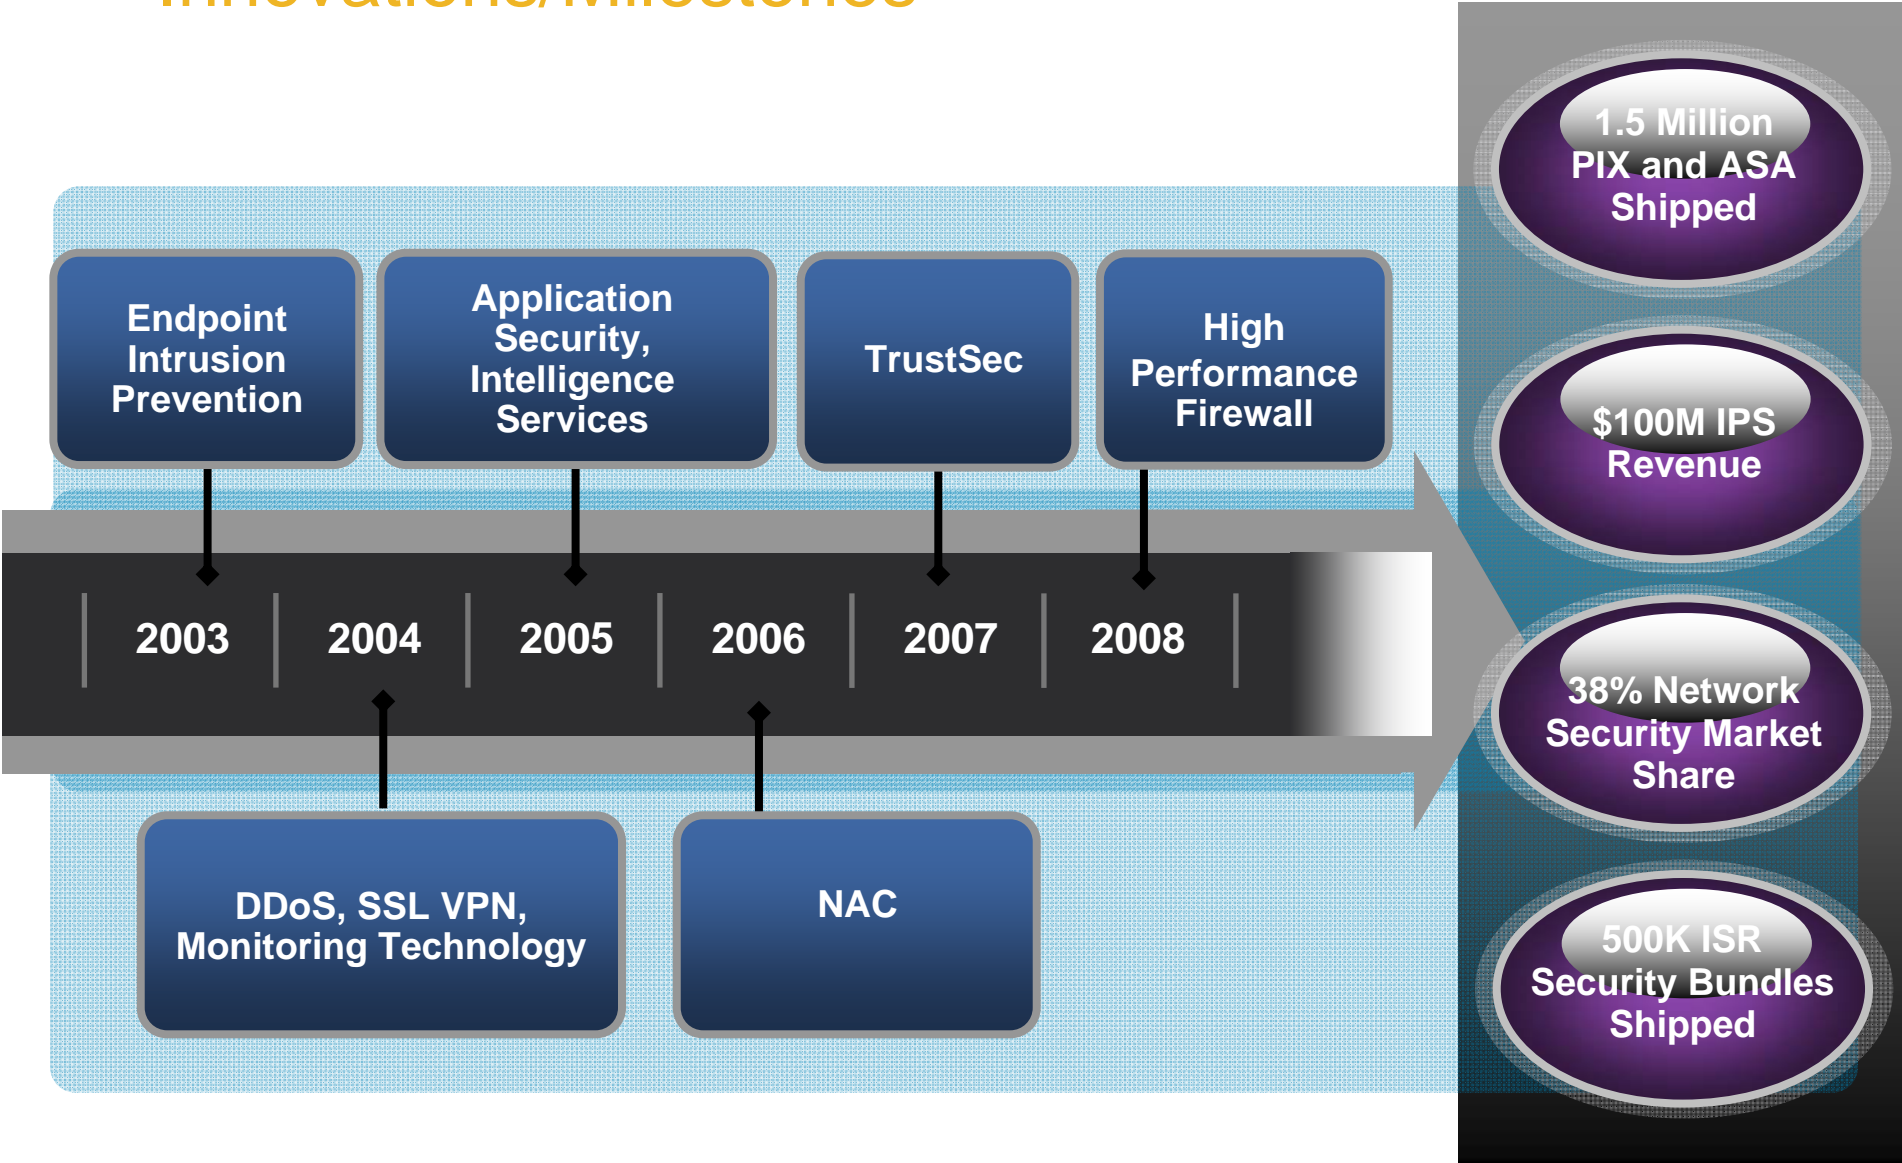 Innovations/Milestones
1.5 Million
PIX and ASA
Shipped
Endpoint
Intrusion
Prevention
Application
Security,
Intelligence
Services
TrustSec
High
Performance
Firewall
$100M IPS
Revenue
2003
2004
2005
2006
2007
2008
38% Network
Security Market
Share
DDoS, SSL VPN,
Monitoring Technology
NAC
500K ISR
Security Bundles
Shipped